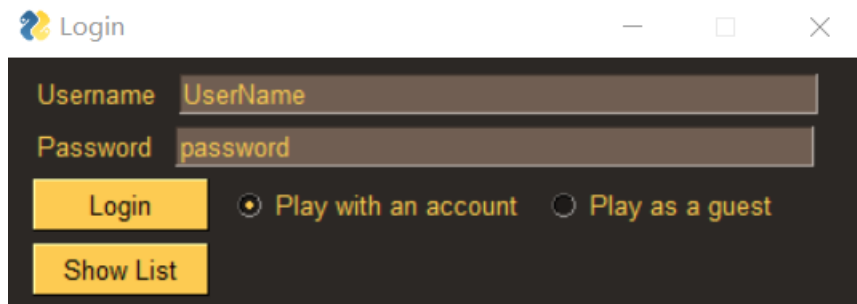 Login
Username UserName
Password password
Login Play with an account Play as a guest
Show List